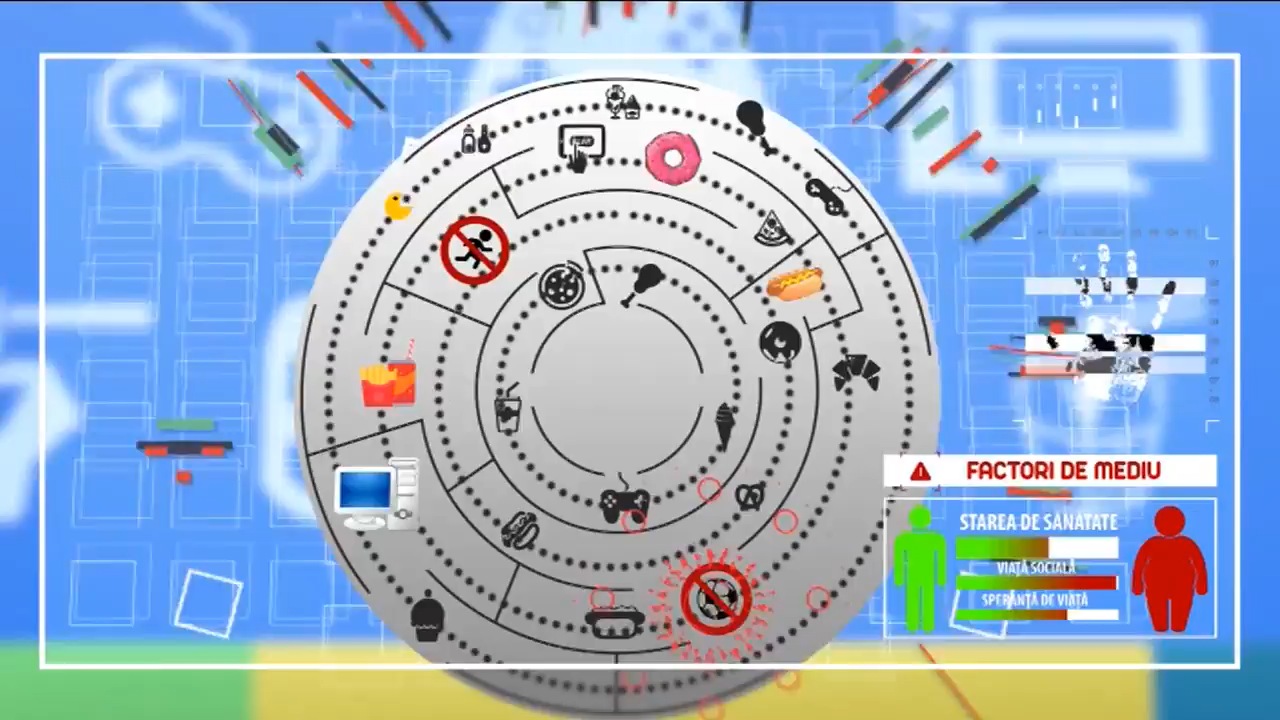 FACTORI DE MEDIU
STAREA DE SANATATE
VIAȚĂ SOCIALĂ
SPERANȚĂ DE VIAȚĂ